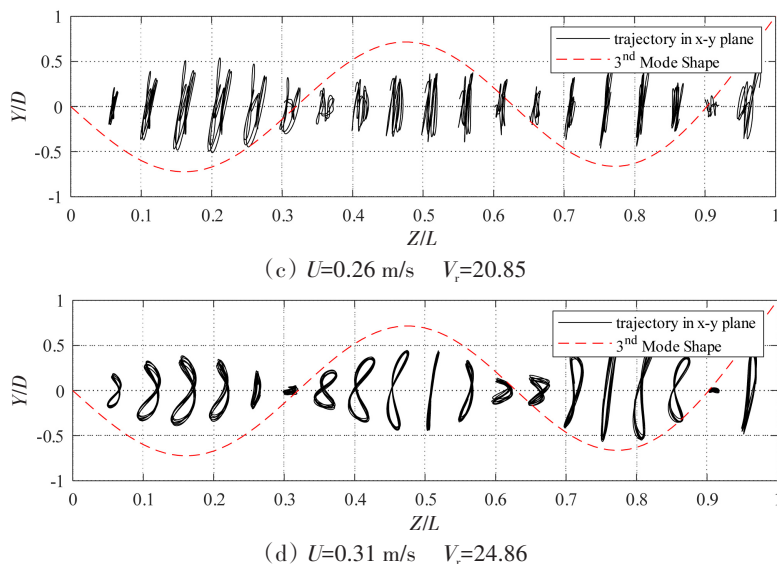 1
0.5
0
-0.5
-1
Y/D
trajectory in x-y plane
3nd Mode Shape
0 0.1 0.2 0.3 0.4 0.5 0.6 0.7 0.8 0.9 1
Z/L
(c) U=0.26 m/s Vr=20.85
1
0.5
0
-0.5
-1
Y/D
trajectory in x-y plane
3nd Mode Shape
0 0.1 0.2 0.3 0.4 0.5 0.6 0.7 0.8 0.9 1
Z/L
(d) U=0.31 m/s Vr=24.86